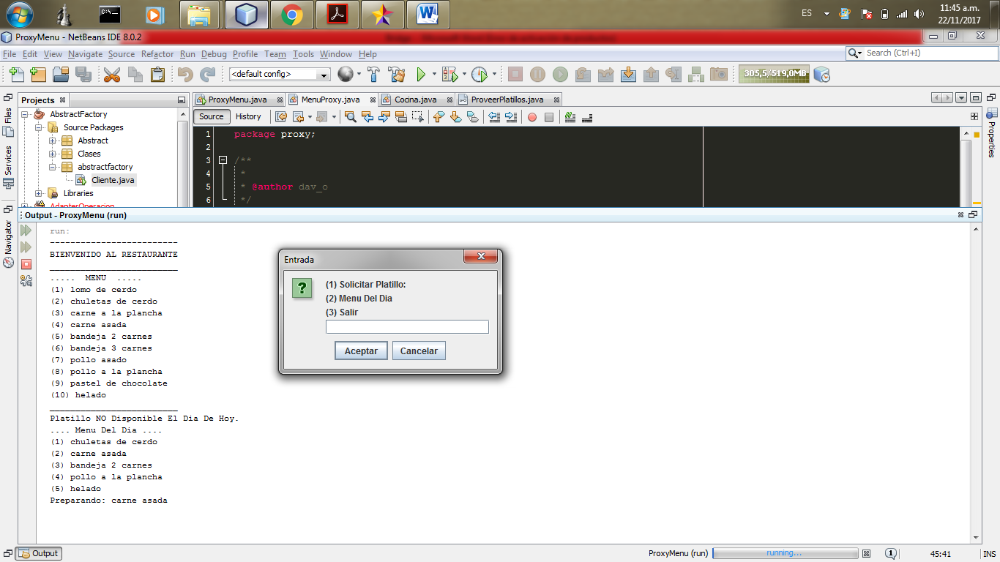 ES
11:45 a.m.
22/11/2017
ProxyMenu - NetBeans IDE 8.0.2
File Edit View Navigate Source Refactor Run Debug Profile Team Tools Window Help
Search (Ctrl+I)
<default config>
305,5/519,0MB
Projects
ProxyMenu.java
MenuProxy.java
Cocina.java
ProveerPlatillos.java
Files
Services
Navigator
Properties
AbstractFactory
Source Packages
Abstract
Clases
abstractfactory
Cliente.java
Libraries
AdapterOperacion
Source
History
1 package proxy;
2
3 /**
4 *
5 * @author dav_o
6 */
Output - ProxyMenu (run)
run:
-------------------------
BIENVENIDO AL RESTAURANTE
_________________________
..... MENU .....
(1) lomo de cerdo
(2) chuletas de cerdo
(3) carne a la plancha
(4) carne asada
(5) bandeja 2 carnes
(6) bandeja 3 carnes
(7) pollo asado
(8) pollo a la plancha
(9) pastel de chocolate
(10) helado
_________________________
Platillo NO Disponible El Dia De Hoy.
.... Menu Del Dia ....
(1) chuletas de cerdo
(2) carne asada
(3) bandeja 2 carnes
(4) pollo a la plancha
(5) helado
Preparando: carne asada
Entrada
?
(1) Solicitar Platillo:
(2) Menu Del Dia
(3) Salir
Aceptar
Cancelar
Output
ProxyMenu (run)
running...
1
45:41
INS